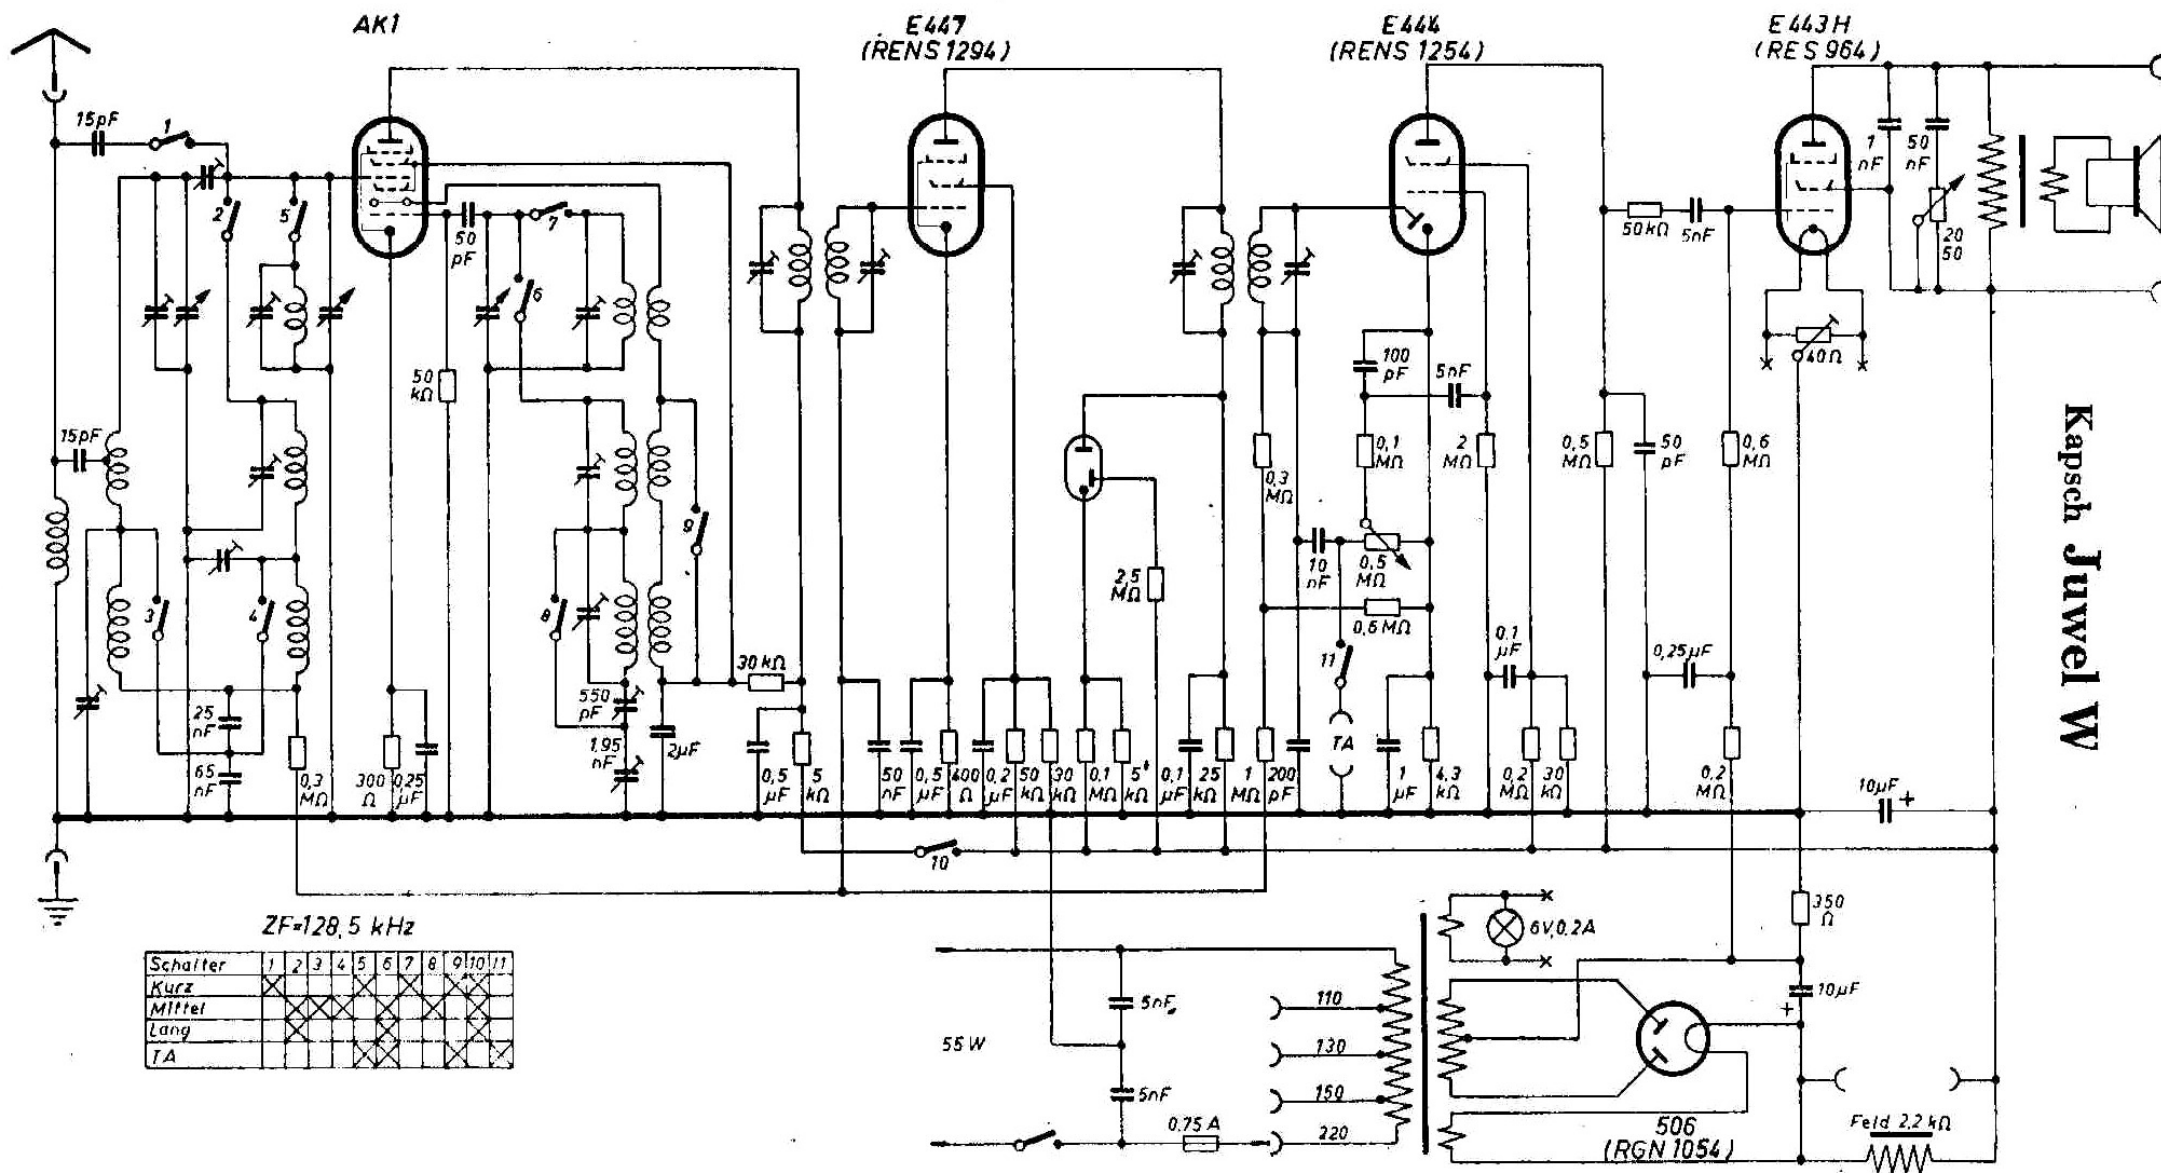 AK1
E447
(RENS 1294)
E444
(RENS 1254)
E443H
(RES 964)
15pF
1
2
5
50
pF
7
6
1
nF
50
nF
20
50
50kΩ
5nF
40Ω
50
kΩ
100
pF
5nF
15pF
0,1
MΩ
2
MΩ
0,5
MΩ
50
pF
0,6
MΩ
0,3
MΩ
9
10
nF
0,5
MΩ
2,5
MΩ
3
4
8
0,6MΩ
11
0,1
µF
0,25µF
30kΩ
550
pF
25
nF
1,95
nF
2µF
TA
65
nF
0,3
MΩ
300
Ω
0,25
µF
0,5
µF
5
kΩ
50
nF
0,5
µF
400
Ω
0,2
µF
50
kΩ
30
kΩ
0,1
MΩ
5
kΩ
0,1
µF
25
kΩ
1
MΩ
200
pF
1
µF
4,3
kΩ
0,2
MΩ
30
kΩ
0,2
MΩ
10µF +
10
Kapsch Juwel W
ZF=128,5 kHz
Schalter 1 2 3 4 5 6 7 8 9 10 11
Kurz
Mittel
Lang
TA
6V,0.2A
350
Ω
10µF
+
5nF
110
55W
130
5nF
150
0.75A
220
506
(RGN 1054)
Feld 2,2 kΩ